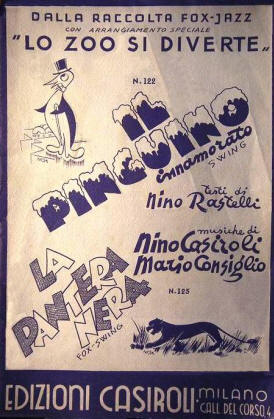 DALLA RACCOLTA FOX-JAZZ
CON ARRANGIAMENTO SPECIALE
"LO ZOO SI DIVERTE"
N. 122
IL
PINGUINO
innamorato
SWING
testi di
Nino Rastelli
musiche di
Nino Casiroli
Mario Consiglio
LA
PANTERA
NERA
FOX-SWING
N. 125
EDIZIONI CASIROLI MILANO
GALL. DEL CORSO 4